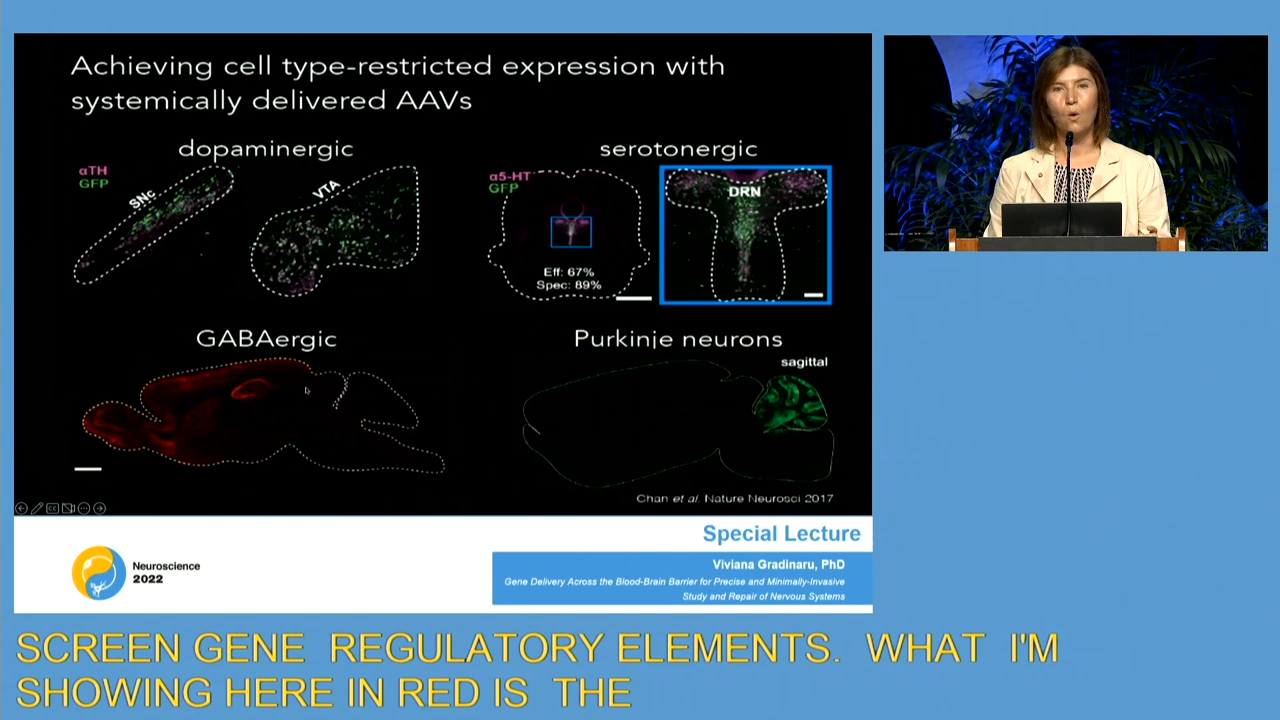 Achieving cell type-restricted expression with
systemically delivered AAVs
dopaminergic
αTH
GFP
SNc
VTA
serotonergic
α5-HT
GFP
Eff: 67%
Spec: 89%
DRN
GABAergic
Purkinje neurons
sagittal
Chan et al. Nature Neurosci 2017
Special Lecture
Neuroscience
2022
Viviana Gradinaru, PhD
Gene Delivery Across the Blood-Brain Barrier for Precise and Minimally-Invasive
Study and Repair of Nervous Systems
SCREEN GENE REGULATORY ELEMENTS. WHAT I'M
SHOWING HERE IN RED IS THE